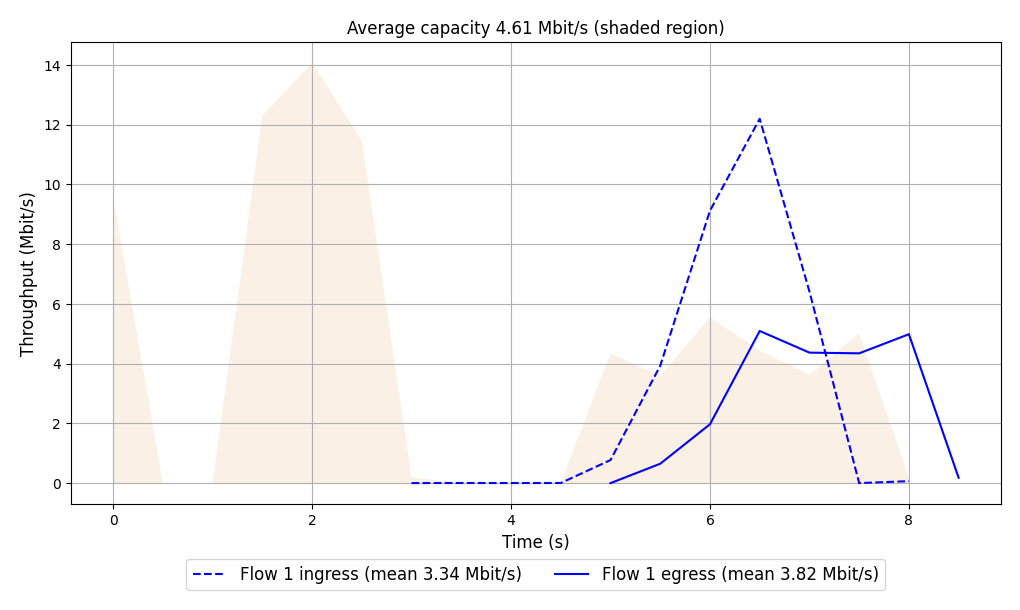 Average capacity 4.61 Mbit/s (shaded region)
Throughput (Mbit/s)
14
12
10
8
6
4
2
0
0 2 4 6 8
Time (s)
Flow 1 ingress (mean 3.34 Mbit/s) Flow 1 egress (mean 3.82 Mbit/s)